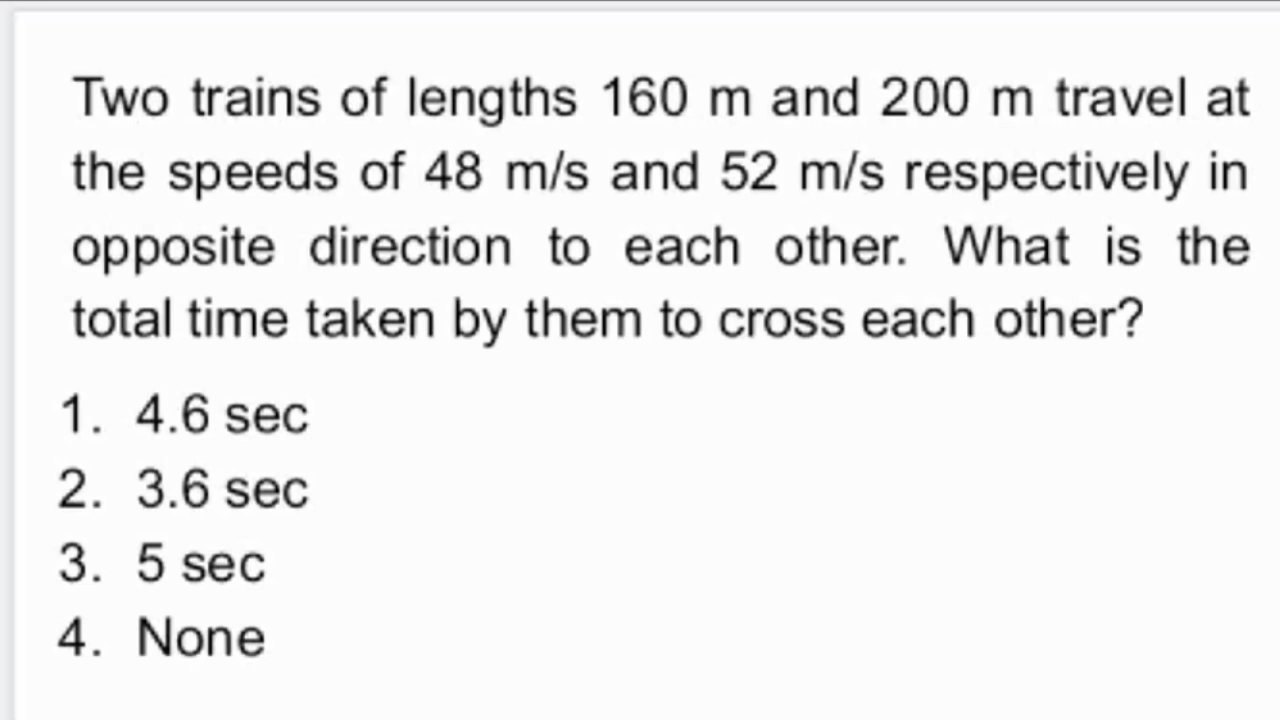 Two trains of lengths 160 m and 200 m travel at
the speeds of 48 m/s and 52 m/s respectively in
opposite direction to each other. What is the
total time taken by them to cross each other?
1. 4.6 sec
2. 3.6 sec
3. 5 sec
4. None